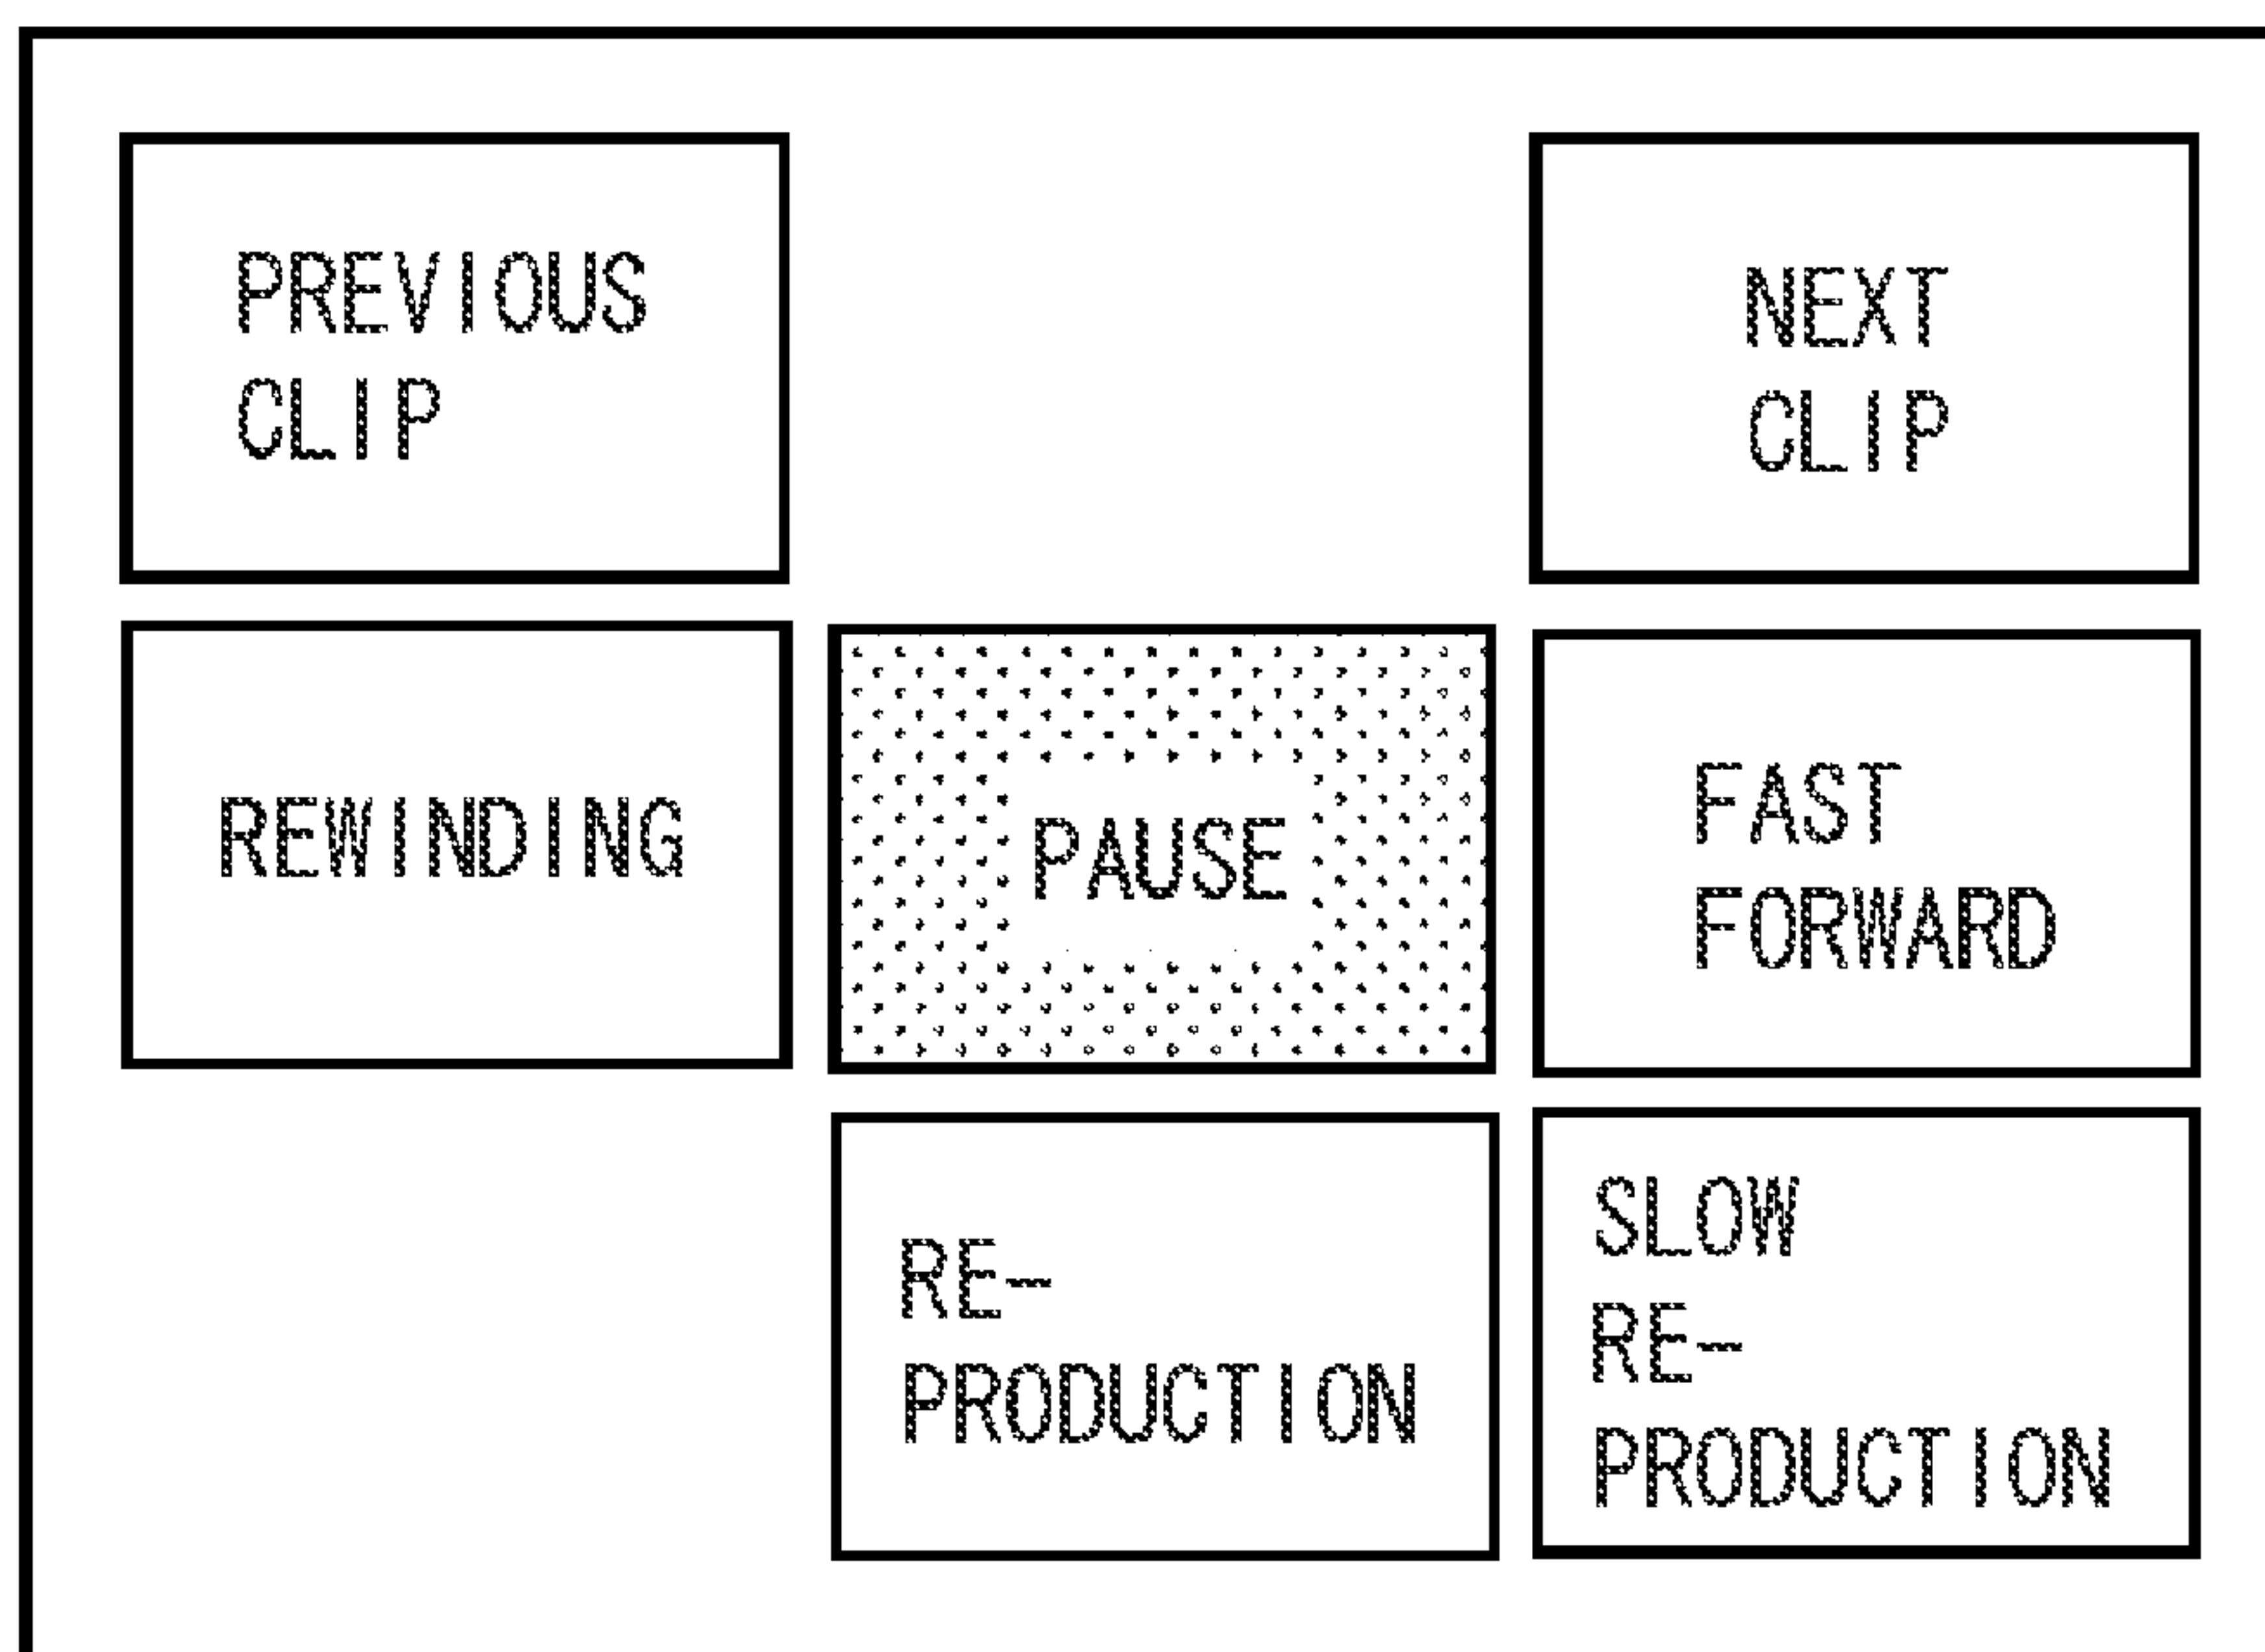 PREVIOUS
CLIP
NEXT
CLIP
REWINDING
PAUSE
FAST
FORWARD
RE-
PRODUCTION
SLOW
RE-
PRODUCTION